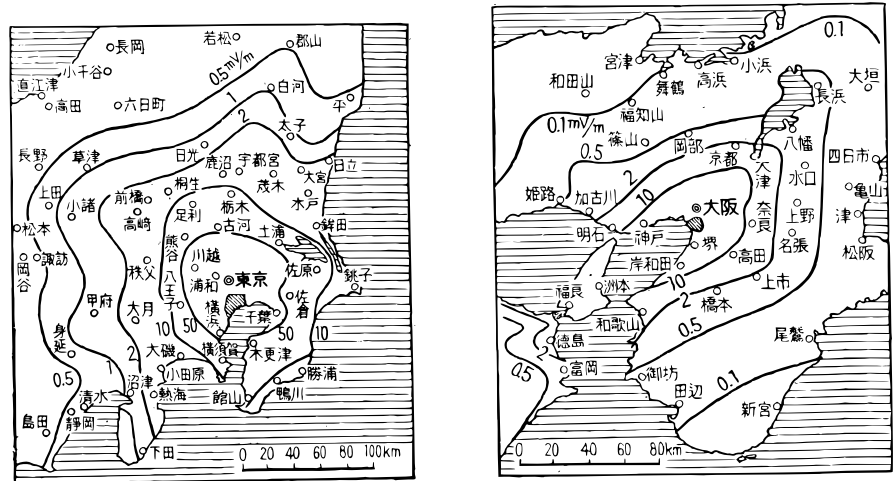 長岡
若松
郡山
小千谷
0.5mV/m
直江津
高田
六日町
1
白河
平
2
太子
長野
草津
日光
鹿沼
宇都宮
大宮
日立
上田
前橋
桐生
茂木
水戸
小諸
高崎
足利
栃木
松本
古河
土浦
鉾田
岡谷
諏訪
秩父
熊谷
川越
浦和
東京
佐原
銚子
八王子
甲府
大月
横浜
千葉
佐倉
10
50
50
10
身延
大磯
横須賀
木更津
0.5
1
2
沼津
小田原
勝浦
清水
熱海
館山
鴨川
島田
静岡
下田
0 20 40 60 80 100km
0.1
宮津
小浜
和田山
舞鶴
高浜
大垣
長浜
福知山
0.1mV/m
篠山
岡部
八幡
0.5
京都
四日市
2
大津
水口
亀山
姫路
加古川
10
大阪
奈良
上野
津
明石
神戸
堺
名張
松阪
岸和田
高田
福良
洲本
10
上市
2
橋本
和歌山
0.5
尾鷲
徳島
2
0.5
富岡
御坊
田辺
0.1
新宮
0 20 40 60 80km